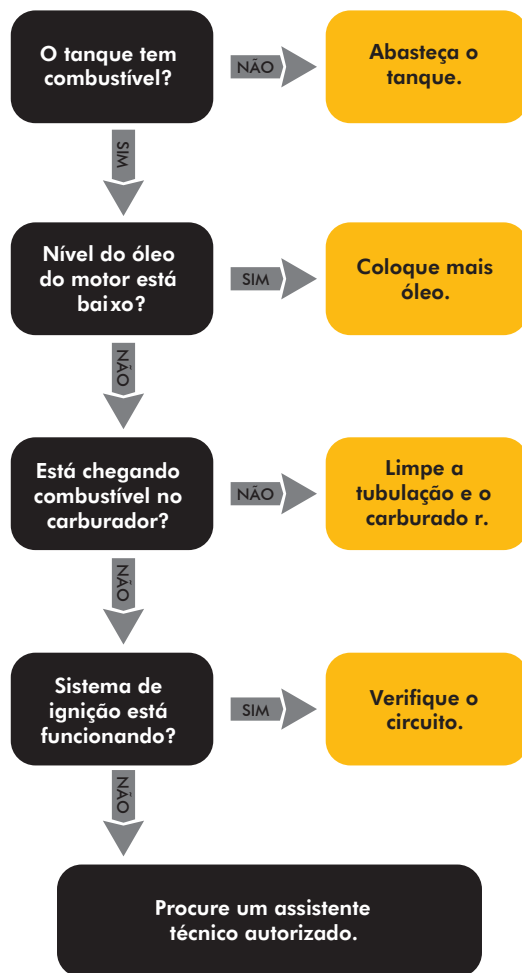 O tanque tem
combustível?
NÃO
Abasteça o
tanque.
SIM
Nível do óleo
do motor está
baixo?
SIM
Coloque mais
óleo.
NÃO
Está chegando
combustível no
carburador?
NÃO
Limpe a
tubulação e o
carburado r.
NÃO
Sistema de
ignição está
funcionando?
SIM
Verifique o
circuito.
NÃO
Procure um assistente
técnico autorizado.